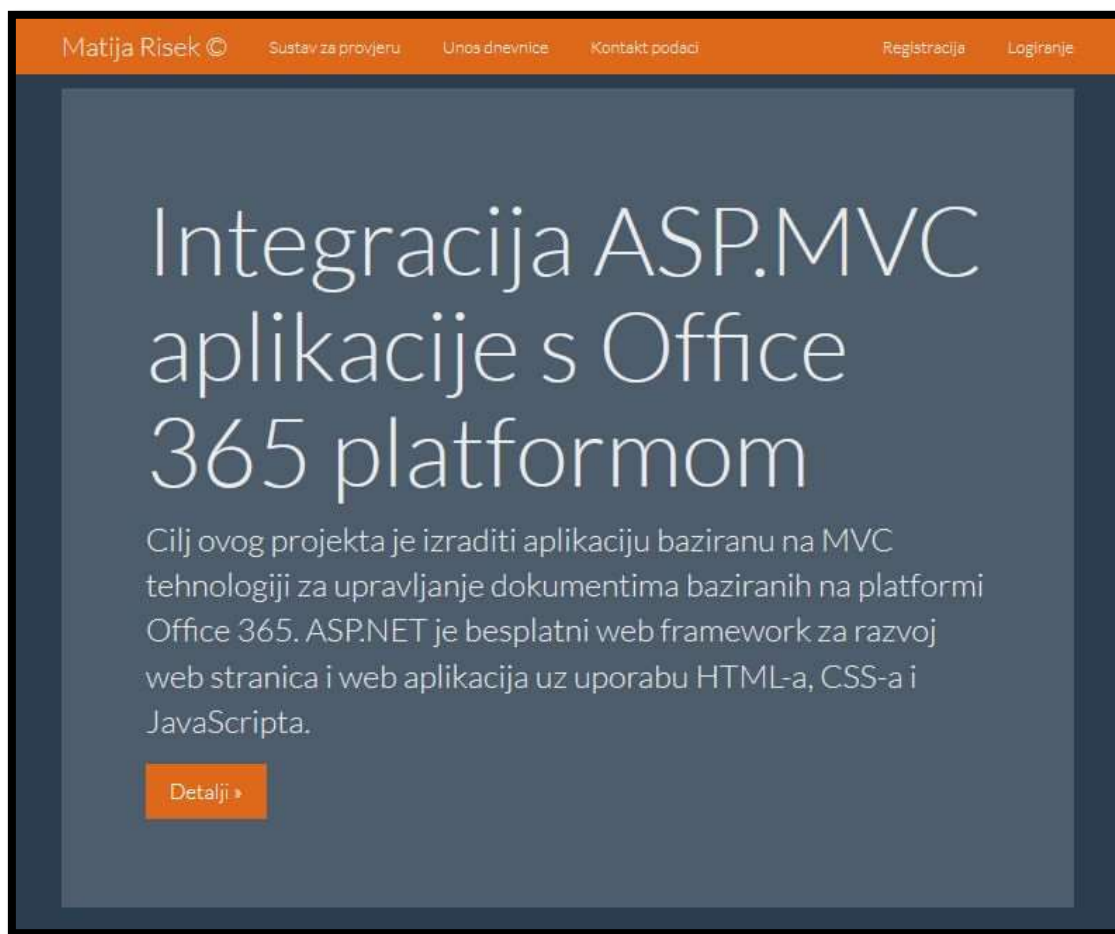 Matija Risek © Sustav za provjeru Unos dnevnice Kontakt podaci Registracija Logiranje
Integracija ASP.MVC
aplikacije s Office
365 platformom
Cilj ovog projekta je izraditi aplikaciju baziranu na MVC
tehnologiji za upravljanje dokumentima baziranih na platformi
Office 365. ASP.NET je besplatni web framework za razvoj
web stranica i web aplikacija uz uporabu HTML-a, CSS-a i
JavaScripta.
Detalji »